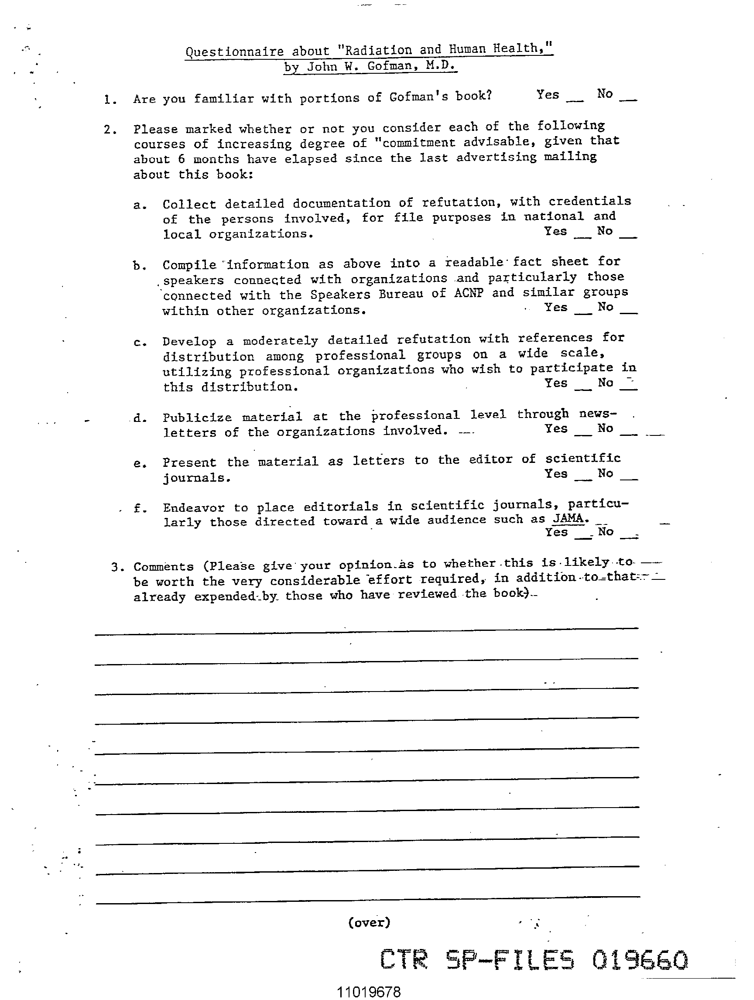 Questionnaire about "Radiation and Human Health,"
by John W. Gofman, M.D.
1. Are you familiar with portions of Gofman's book? Yes __ No __
2. Please marked whether or not you consider each of the following
courses of increasing degree of "commitment advisable, given that
about 6 months have elapsed since the last advertising mailing
about this book:
a. Collect detailed documentation of refutation, with credentials
of the persons involved, for file purposes in national and
local organizations. Yes __ No __
b. Compile information as above into a readable fact sheet for
speakers connected with organizations and particularly those
connected with the Speakers Bureau of ACNP and similar groups
within other organizations. Yes __ No __
c. Develop a moderately detailed refutation with references for
distribution among professional groups on a wide scale,
utilizing professional organizations who wish to participate in
this distribution. Yes __ No __
d. Publicize material at the professional level through news-
letters of the organizations involved. Yes __ No __
e. Present the material as letters to the editor of scientific
journals. Yes __ No __
f. Endeavor to place editorials in scientific journals, particu-
larly those directed toward a wide audience such as JAMA.
Yes __ No __
3. Comments (Please give your opinion as to whether this is likely to
be worth the very considerable effort required, in addition to that
already expended by those who have reviewed the book)
(over)
CTR SP-FILES 019660
11019678